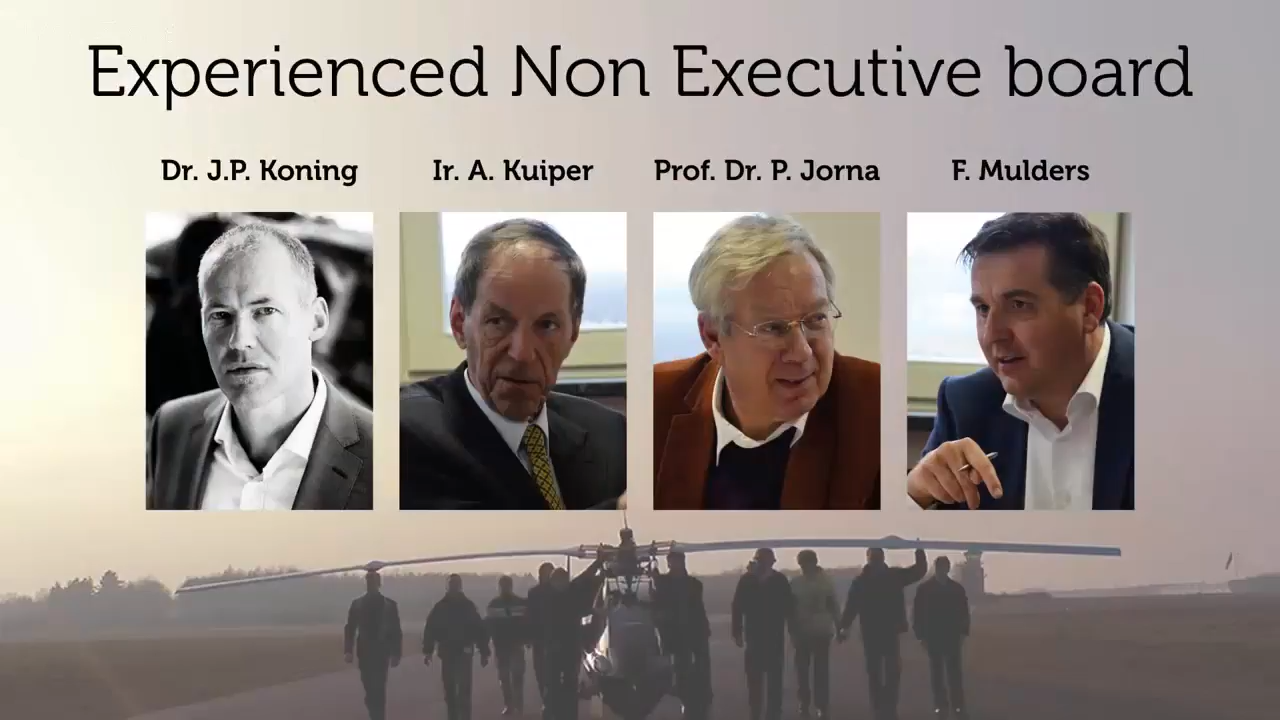 Experienced Non Executive board
Dr. J.P. Koning Ir. A. Kuiper Prof. Dr. P. Jorna F. Mulders